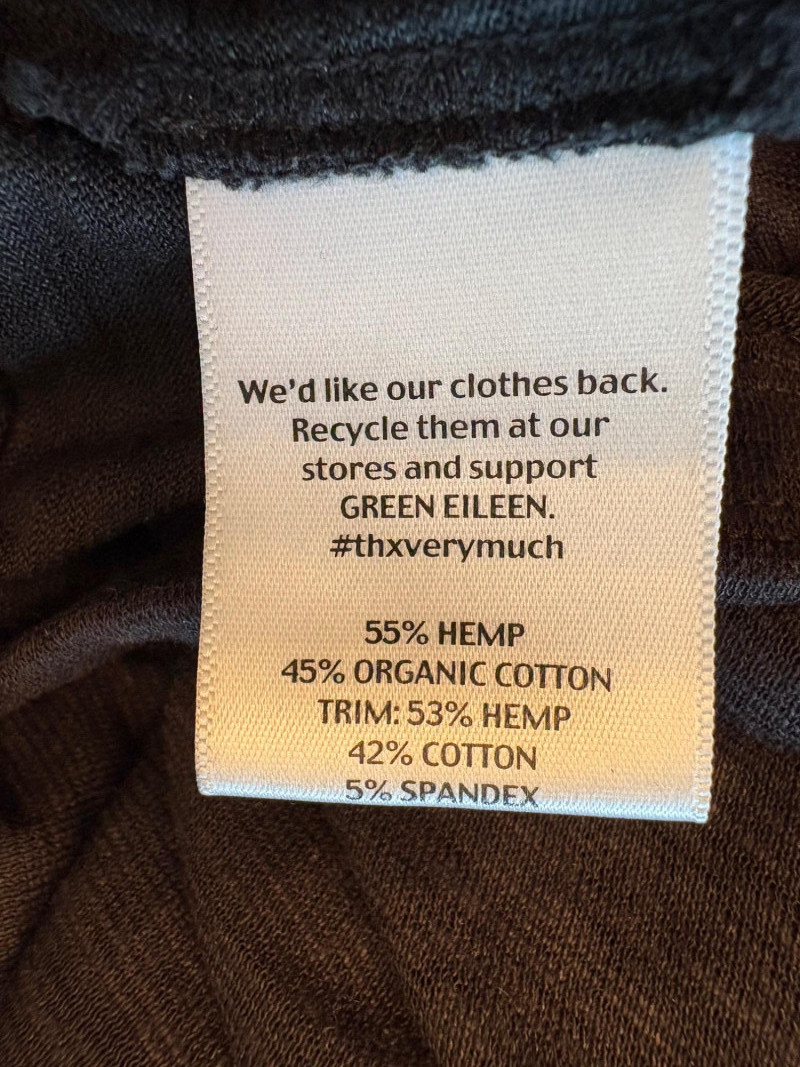 We'd like our clothes back.
Recycle them at our
stores and support
GREEN EILEEN.
#thxverymuch
55% HEMP
45% ORGANIC COTTON
TRIM: 53% HEMP
42% COTTON
5% SPANDEX